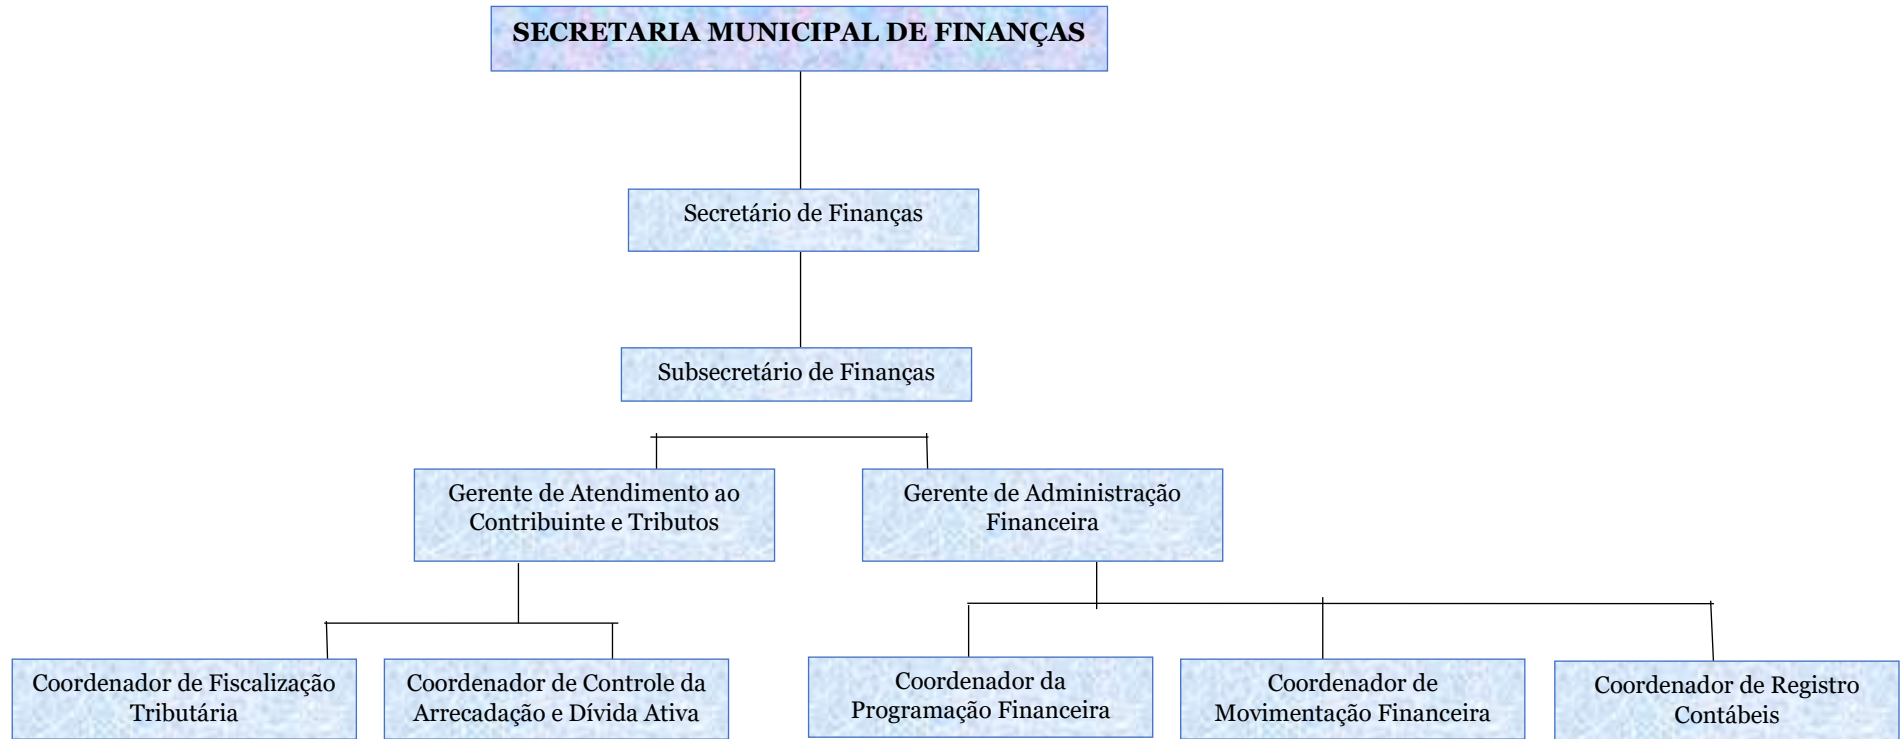 SECRETARIA MUNICIPAL DE FINANÇAS
Secretário de Finanças
Subsecretário de Finanças
Gerente de Atendimento ao
Contribuinte e Tributos
Gerente de Administração
Financeira
Coordenador de Fiscalização
Tributária
Coordenador de Controle da
Arrecadação e Dívida Ativa
Coordenador da
Programação Financeira
Coordenador de
Movimentação Financeira
Coordenador de Registro
Contábeis